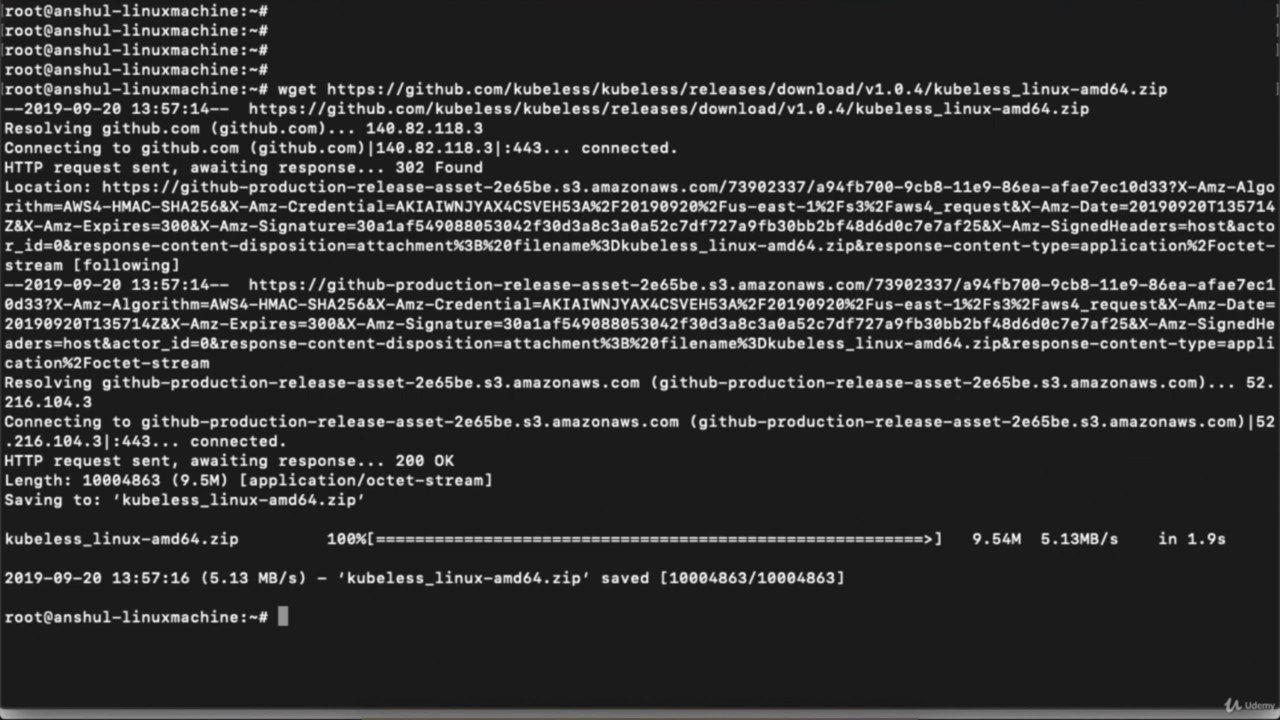 root@anshul-linuxmachine:~#
root@anshul-linuxmachine:~#
root@anshul-linuxmachine:~#
root@anshul-linuxmachine:~#
root@anshul-linuxmachine:~# wget https://github.com/kubeless/kubeless/releases/download/v1.0.4/kubeless_linux-amd64.zip
--2019-09-20 13:57:14-- https://github.com/kubeless/kubeless/releases/download/v1.0.4/kubeless_linux-amd64.zip
Resolving github.com (github.com)... 140.82.118.3
Connecting to github.com (github.com)|140.82.118.3|:443... connected.
HTTP request sent, awaiting response... 302 Found
Location: https://github-production-release-asset-2e65be.s3.amazonaws.com/73902337/a94fb700-9cb8-11e9-86ea-afae7ec10d33?X-Amz-Algo
rithm=AWS4-HMAC-SHA256&X-Amz-Credential=AKIAIWNJYAX4CSVEH53A%2F20190920%2Fus-east-1%2Fs3%2Faws4_request&X-Amz-Date=20190920T135714
Z&X-Amz-Expires=300&X-Amz-Signature=30a1af549088053042f30d3a8c3a0a52c7df727a9fb30bb2bf48d6d0c7e7af25&X-Amz-SignedHeaders=host&acto
r_id=0&response-content-disposition=attachment%3B%20filename%3Dkubeless_linux-amd64.zip&response-content-type=application%2Foctet-
stream [following]
--2019-09-20 13:57:14-- https://github-production-release-asset-2e65be.s3.amazonaws.com/73902337/a94fb700-9cb8-11e9-86ea-afae7ec1
0d33?X-Amz-Algorithm=AWS4-HMAC-SHA256&X-Amz-Credential=AKIAIWNJYAX4CSVEH53A%2F20190920%2Fus-east-1%2Fs3%2Faws4_request&X-Amz-Date=
20190920T135714Z&X-Amz-Expires=300&X-Amz-Signature=30a1af549088053042f30d3a8c3a0a52c7df727a9fb30bb2bf48d6d0c7e7af25&X-Amz-SignedHe
aders=host&actor_id=0&response-content-disposition=attachment%3B%20filename%3Dkubeless_linux-amd64.zip&response-content-type=appli
cation%2Foctet-stream
Resolving github-production-release-asset-2e65be.s3.amazonaws.com (github-production-release-asset-2e65be.s3.amazonaws.com)... 52.
216.104.3
Connecting to github-production-release-asset-2e65be.s3.amazonaws.com (github-production-release-asset-2e65be.s3.amazonaws.com)|52
.216.104.3|:443... connected.
HTTP request sent, awaiting response... 200 OK
Length: 10004863 (9.5M) [application/octet-stream]
Saving to: ‘kubeless_linux-amd64.zip’
kubeless_linux-amd64.zip 100%[========================================================>] 9.54M 5.13MB/s in 1.9s
2019-09-20 13:57:16 (5.13 MB/s) - ‘kubeless_linux-amd64.zip’ saved [10004863/10004863]
root@anshul-linuxmachine:~#
Udemy